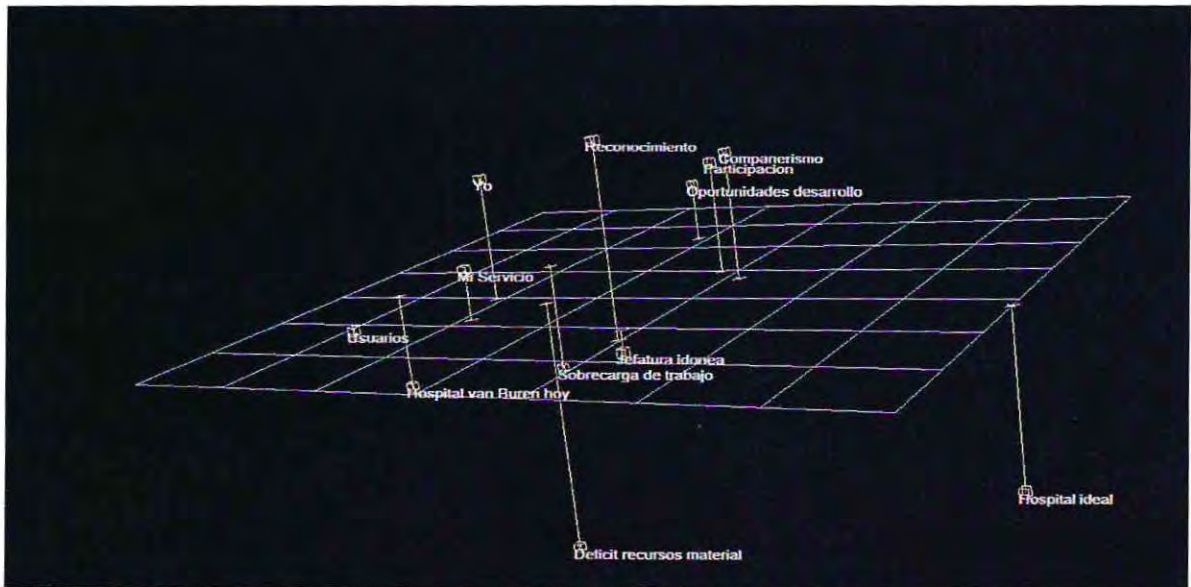 Reconocimiento
Companerismo
Participacion
Yo
Oportunidades desarrollo
Mi Servicio
Usuarios
Jefatura idonea
Sobrecarga de trabajo
Hospital van Buren hoy
Hospital ideal
Deficit recursos material